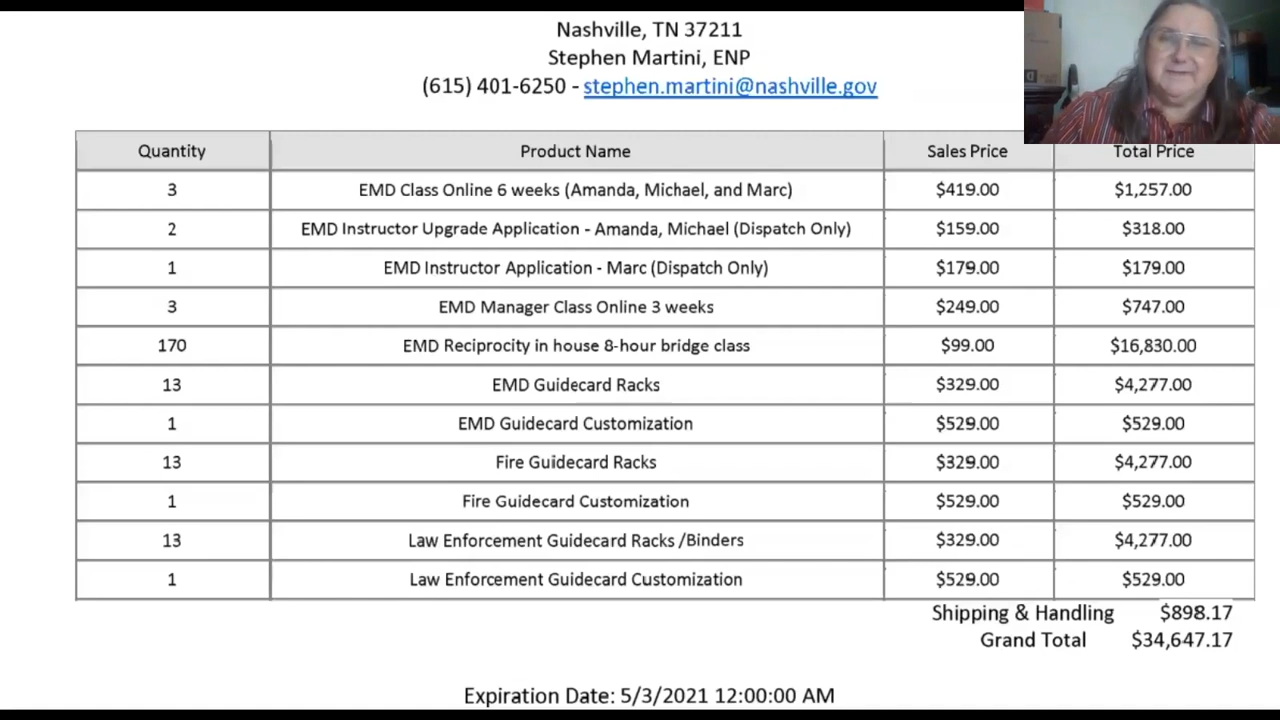 Nashville, TN 37211
Stephen Martini, ENP
(615) 401-6250 - stephen.martini@nashville.gov
Quantity Product Name Sales Price Total Price
3 EMD Class Online 6 weeks (Amanda, Michael, and Marc) $419.00 $1,257.00
2 EMD Instructor Upgrade Application - Amanda, Michael (Dispatch Only) $159.00 $318.00
1 EMD Instructor Application - Marc (Dispatch Only) $179.00 $179.00
3 EMD Manager Class Online 3 weeks $249.00 $747.00
170 EMD Reciprocity in house 8-hour bridge class $99.00 $16,830.00
13 EMD Guidecard Racks $329.00 $4,277.00
1 EMD Guidecard Customization $529.00 $529.00
13 Fire Guidecard Racks $329.00 $4,277.00
1 Fire Guidecard Customization $529.00 $529.00
13 Law Enforcement Guidecard Racks /Binders $329.00 $4,277.00
1 Law Enforcement Guidecard Customization $529.00 $529.00
Shipping & Handling $898.17
Grand Total $34,647.17
Expiration Date: 5/3/2021 12:00:00 AM